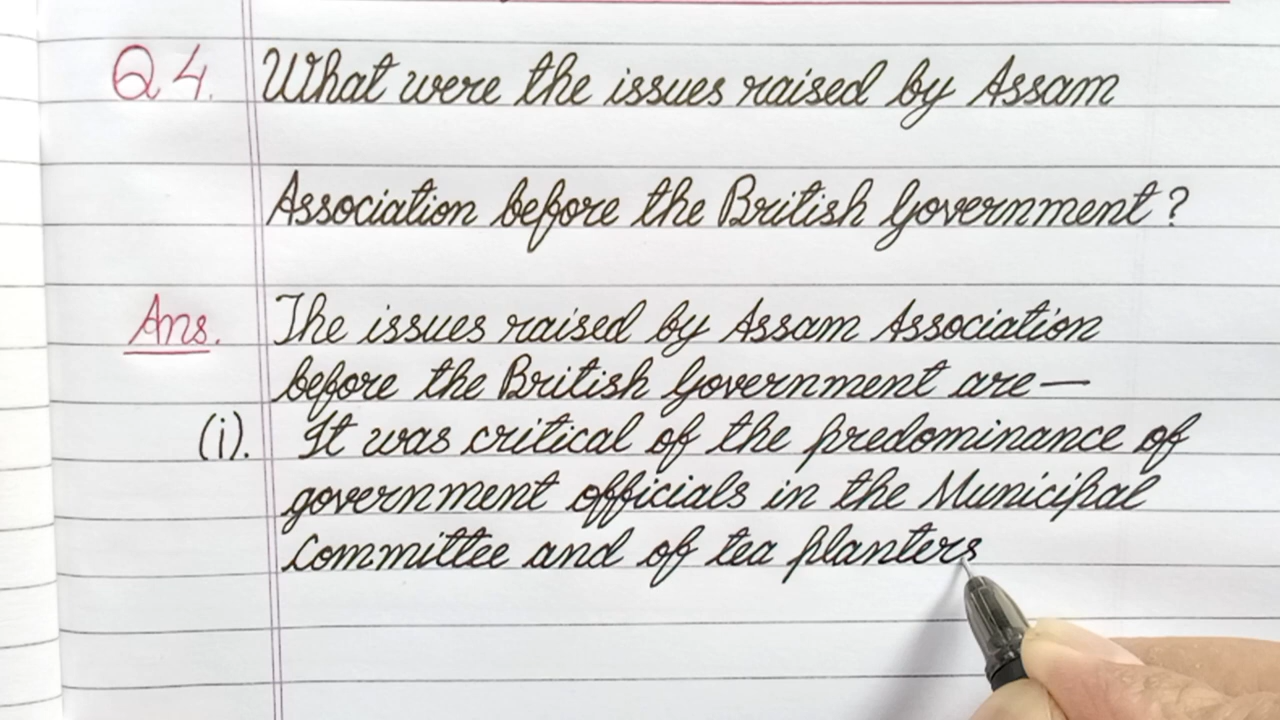 Q4. What were the issues raised by Assam
Association before the British Government?
Ans. The issues raised by Assam Association
before the British Government are —
(i). It was critical of the predominance of
government officials in the Municipal
Committee and of tea planters